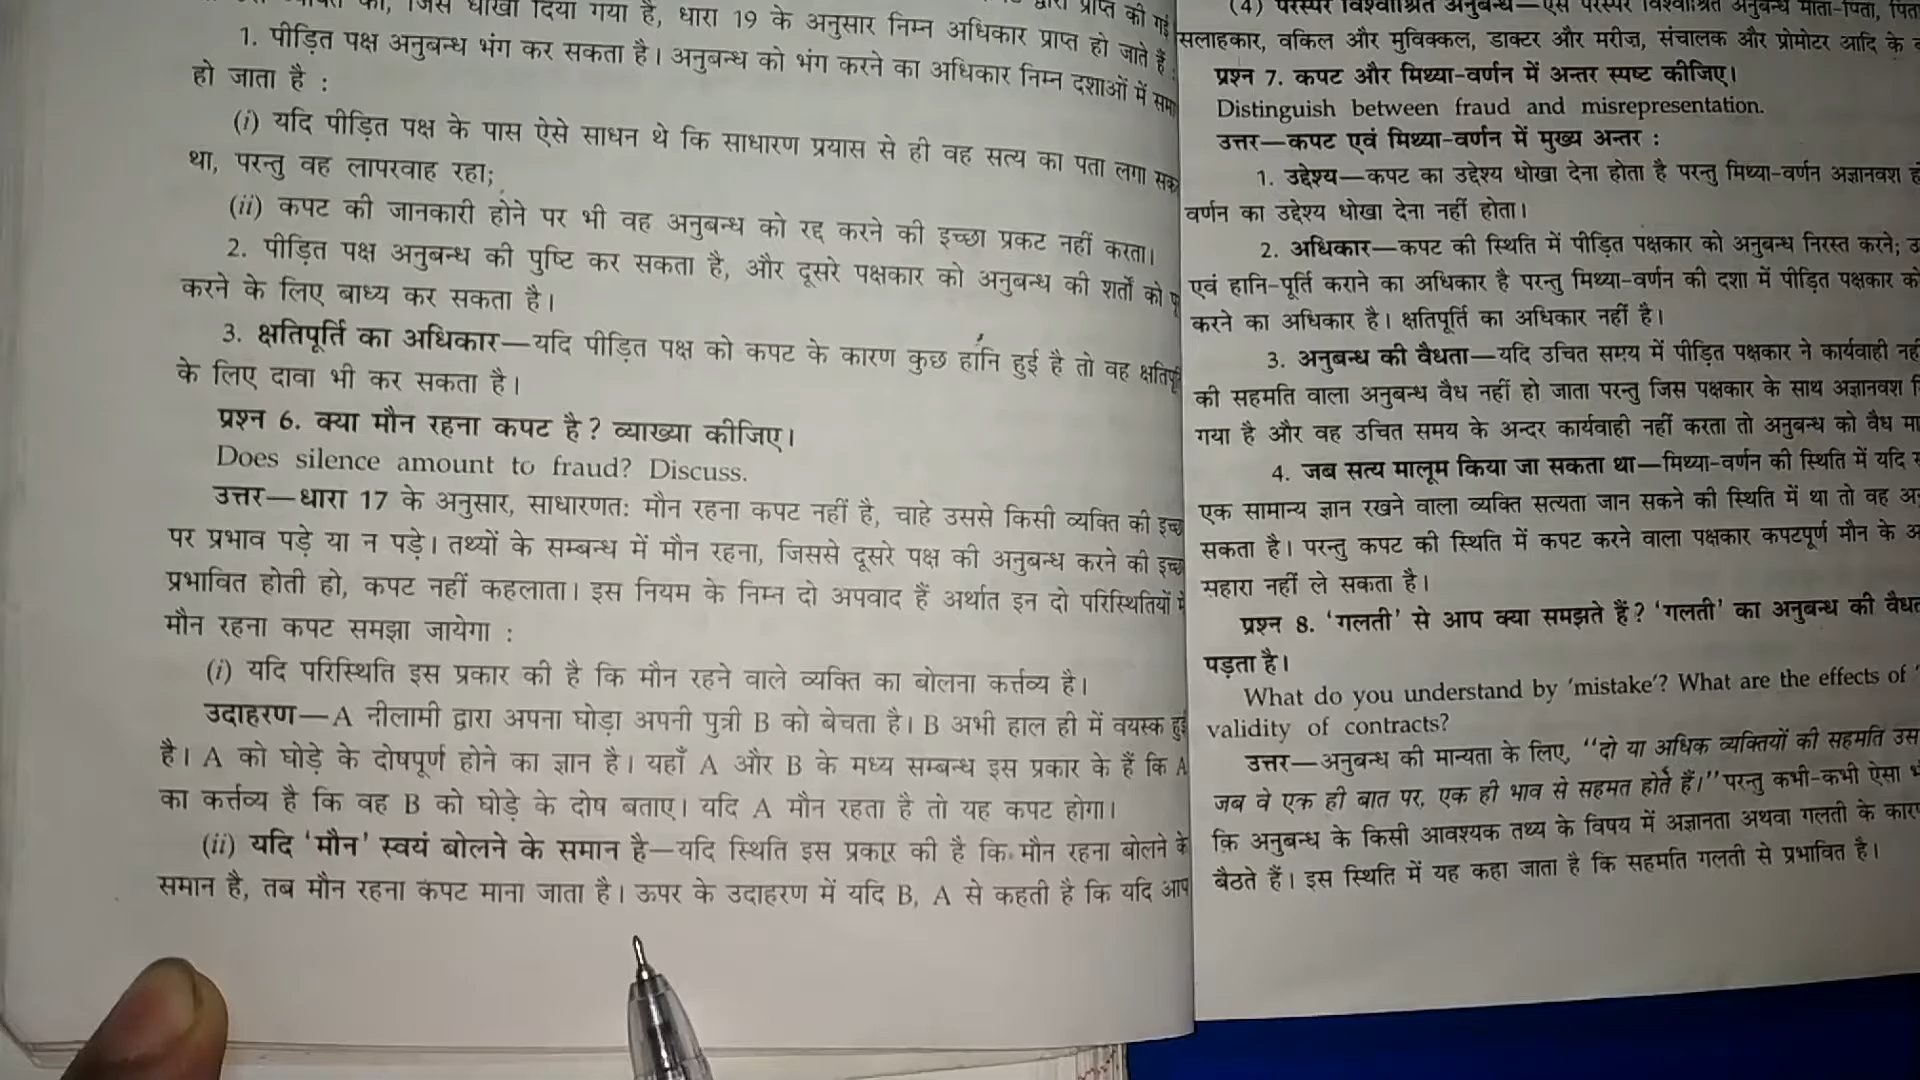 जिसे धोखा दिया गया है, धारा 19 के अनुसार निम्न अधिकार प्राप्त हो जाते हैं :
1. पीड़ित पक्ष अनुबन्ध भंग कर सकता है। अनुबन्ध को भंग करने का अधिकार निम्न दशाओं में
हो जाता है :
(i) यदि पीड़ित पक्ष के पास ऐसे साधन थे कि साधारण प्रयास से ही वह सत्य का पता लगा
था, परन्तु वह लापरवाह रहा;
(ii) कपट की जानकारी होने पर भी वह अनुबन्ध को रद्द करने की इच्छा प्रकट नहीं करता।
2. पीड़ित पक्ष अनुबन्ध की पुष्टि कर सकता है, और दूसरे पक्षकार को अनुबन्ध की शर्तों को
करने के लिए बाध्य कर सकता है।
3. क्षतिपूर्ति का अधिकार—यदि पीड़ित पक्ष को कपट के कारण कुछ हानि हुई है तो वह
के लिए दावा भी कर सकता है।
प्रश्न 6. क्या मौन रहना कपट है? व्याख्या कीजिए।
Does silence amount to fraud? Discuss.
उत्तर—धारा 17 के अनुसार, साधारणतः मौन रहना कपट नहीं है, चाहे उससे किसी व्यक्ति की
पर प्रभाव पड़े या न पड़े। तथ्यों के सम्बन्ध में मौन रहना, जिससे दूसरे पक्ष की अनुबन्ध करने की
प्रभावित होती हो, कपट नहीं कहलाता। इस नियम के निम्न दो अपवाद हैं अर्थात इन दो परिस्थितियों में
मौन रहना कपट समझा जायेगा :
(i) यदि परिस्थिति इस प्रकार की है कि मौन रहने वाले व्यक्ति का बोलना कर्त्तव्य है।
उदाहरण—A नीलामी द्वारा अपना घोड़ा अपनी पुत्री B को बेचता है। B अभी हाल ही में वयस्क हुई
है। A को घोड़े के दोषपूर्ण होने का ज्ञान है। यहाँ A और B के मध्य सम्बन्ध इस प्रकार के हैं कि A
का कर्त्तव्य है कि वह B को घोड़े के दोष बताए। यदि A मौन रहता है तो यह कपट होगा।
(ii) यदि ‘मौन’ स्वयं बोलने के समान है—यदि स्थिति इस प्रकार की है कि मौन रहना बोलने के
समान है, तब मौन रहना कपट माना जाता है। ऊपर के उदाहरण में यदि B, A से कहती है कि यदि आप
(4) परस्पर विश्वाश्रित अनुबन्ध—ऐसे परस्पर विश्वाश्रित अनुबन्ध माता-पिता,
सलाहकार, वकिल और मुविक्कल, डाक्टर और मरीज, संचालक और प्रोमोटर आदि के
प्रश्न 7. कपट और मिथ्या-वर्णन में अन्तर स्पष्ट कीजिए।
Distinguish between fraud and misrepresentation.
उत्तर—कपट एवं मिथ्या-वर्णन में मुख्य अन्तर :
1. उद्देश्य—कपट का उद्देश्य धोखा देना होता है परन्तु मिथ्या-वर्णन अज्ञानवश
वर्णन का उद्देश्य धोखा देना नहीं होता।
2. अधिकार—कपट की स्थिति में पीड़ित पक्षकार को अनुबन्ध निरस्त करने;
एवं हानि-पूर्ति कराने का अधिकार है परन्तु मिथ्या-वर्णन की दशा में पीड़ित पक्षकार को
करने का अधिकार है। क्षतिपूर्ति का अधिकार नहीं है।
3. अनुबन्ध की वैधता—यदि उचित समय में पीड़ित पक्षकार ने कार्यवाही
की सहमति वाला अनुबन्ध वैध नहीं हो जाता परन्तु जिस पक्षकार के साथ अज्ञानवश
गया है और वह उचित समय के अन्दर कार्यवाही नहीं करता तो अनुबन्ध को वैध
4. जब सत्य मालूम किया जा सकता था—मिथ्या-वर्णन की स्थिति में यदि
एक सामान्य ज्ञान रखने वाला व्यक्ति सत्यता जान सकने की स्थिति में था तो वह
सकता है। परन्तु कपट की स्थिति में कपट करने वाला पक्षकार कपटपूर्ण मौन के
सहारा नहीं ले सकता है।
प्रश्न 8. ‘गलती’ से आप क्या समझते हैं? ‘गलती’ का अनुबन्ध की
पड़ता है।
What do you understand by ‘mistake’? What are the effects of
validity of contracts?
उत्तर—अनुबन्ध की मान्यता के लिए, “दो या अधिक व्यक्तियों की सहमति
जब वे एक ही बात पर, एक ही भाव से सहमत होते हैं।” परन्तु कभी-कभी ऐसा
कि अनुबन्ध के किसी आवश्यक तथ्य के विषय में अज्ञानता अथवा गलती के
बैठते हैं। इस स्थिति में यह कहा जाता है कि सहमति गलती से प्रभावित है।